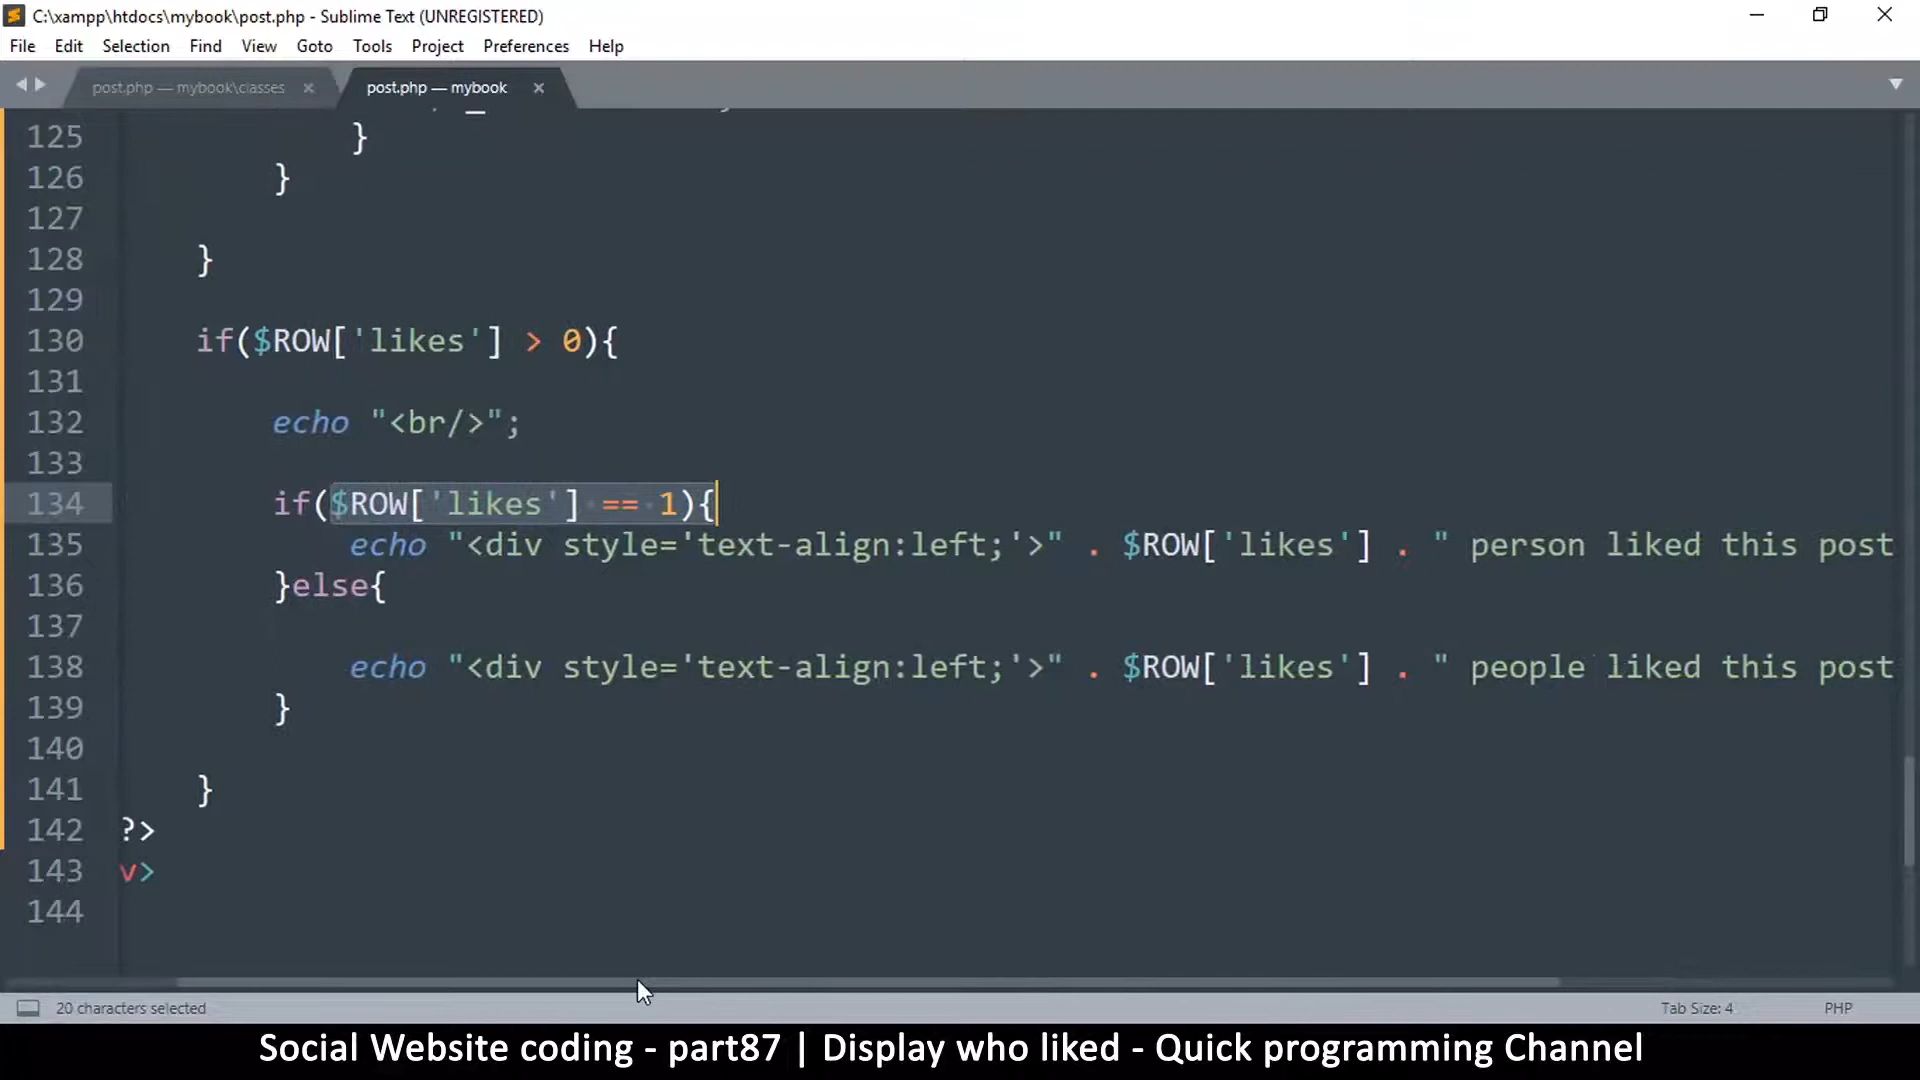 C:\xampp\htdocs\mybook\post.php - Sublime Text (UNREGISTERED)
File Edit Selection Find View Goto Tools Project Preferences Help
post.php — mybook\classes × post.php — mybook ×
125 }
126 }
127
128 }
129
130 if($ROW['likes'] > 0){
131
132 echo "<br/>";
133
134 if($ROW['likes'] == 1){
135 echo "<div style='text-align:left;'>" . $ROW['likes'] . " person liked this post
136 }else{
137
138 echo "<div style='text-align:left;'>" . $ROW['likes'] . " people liked this post
139 }
140
141 }
142 ?>
143 v>
144
20 characters selected Tab Size: 4 PHP
Social Website coding - part87 | Display who liked - Quick programming Channel